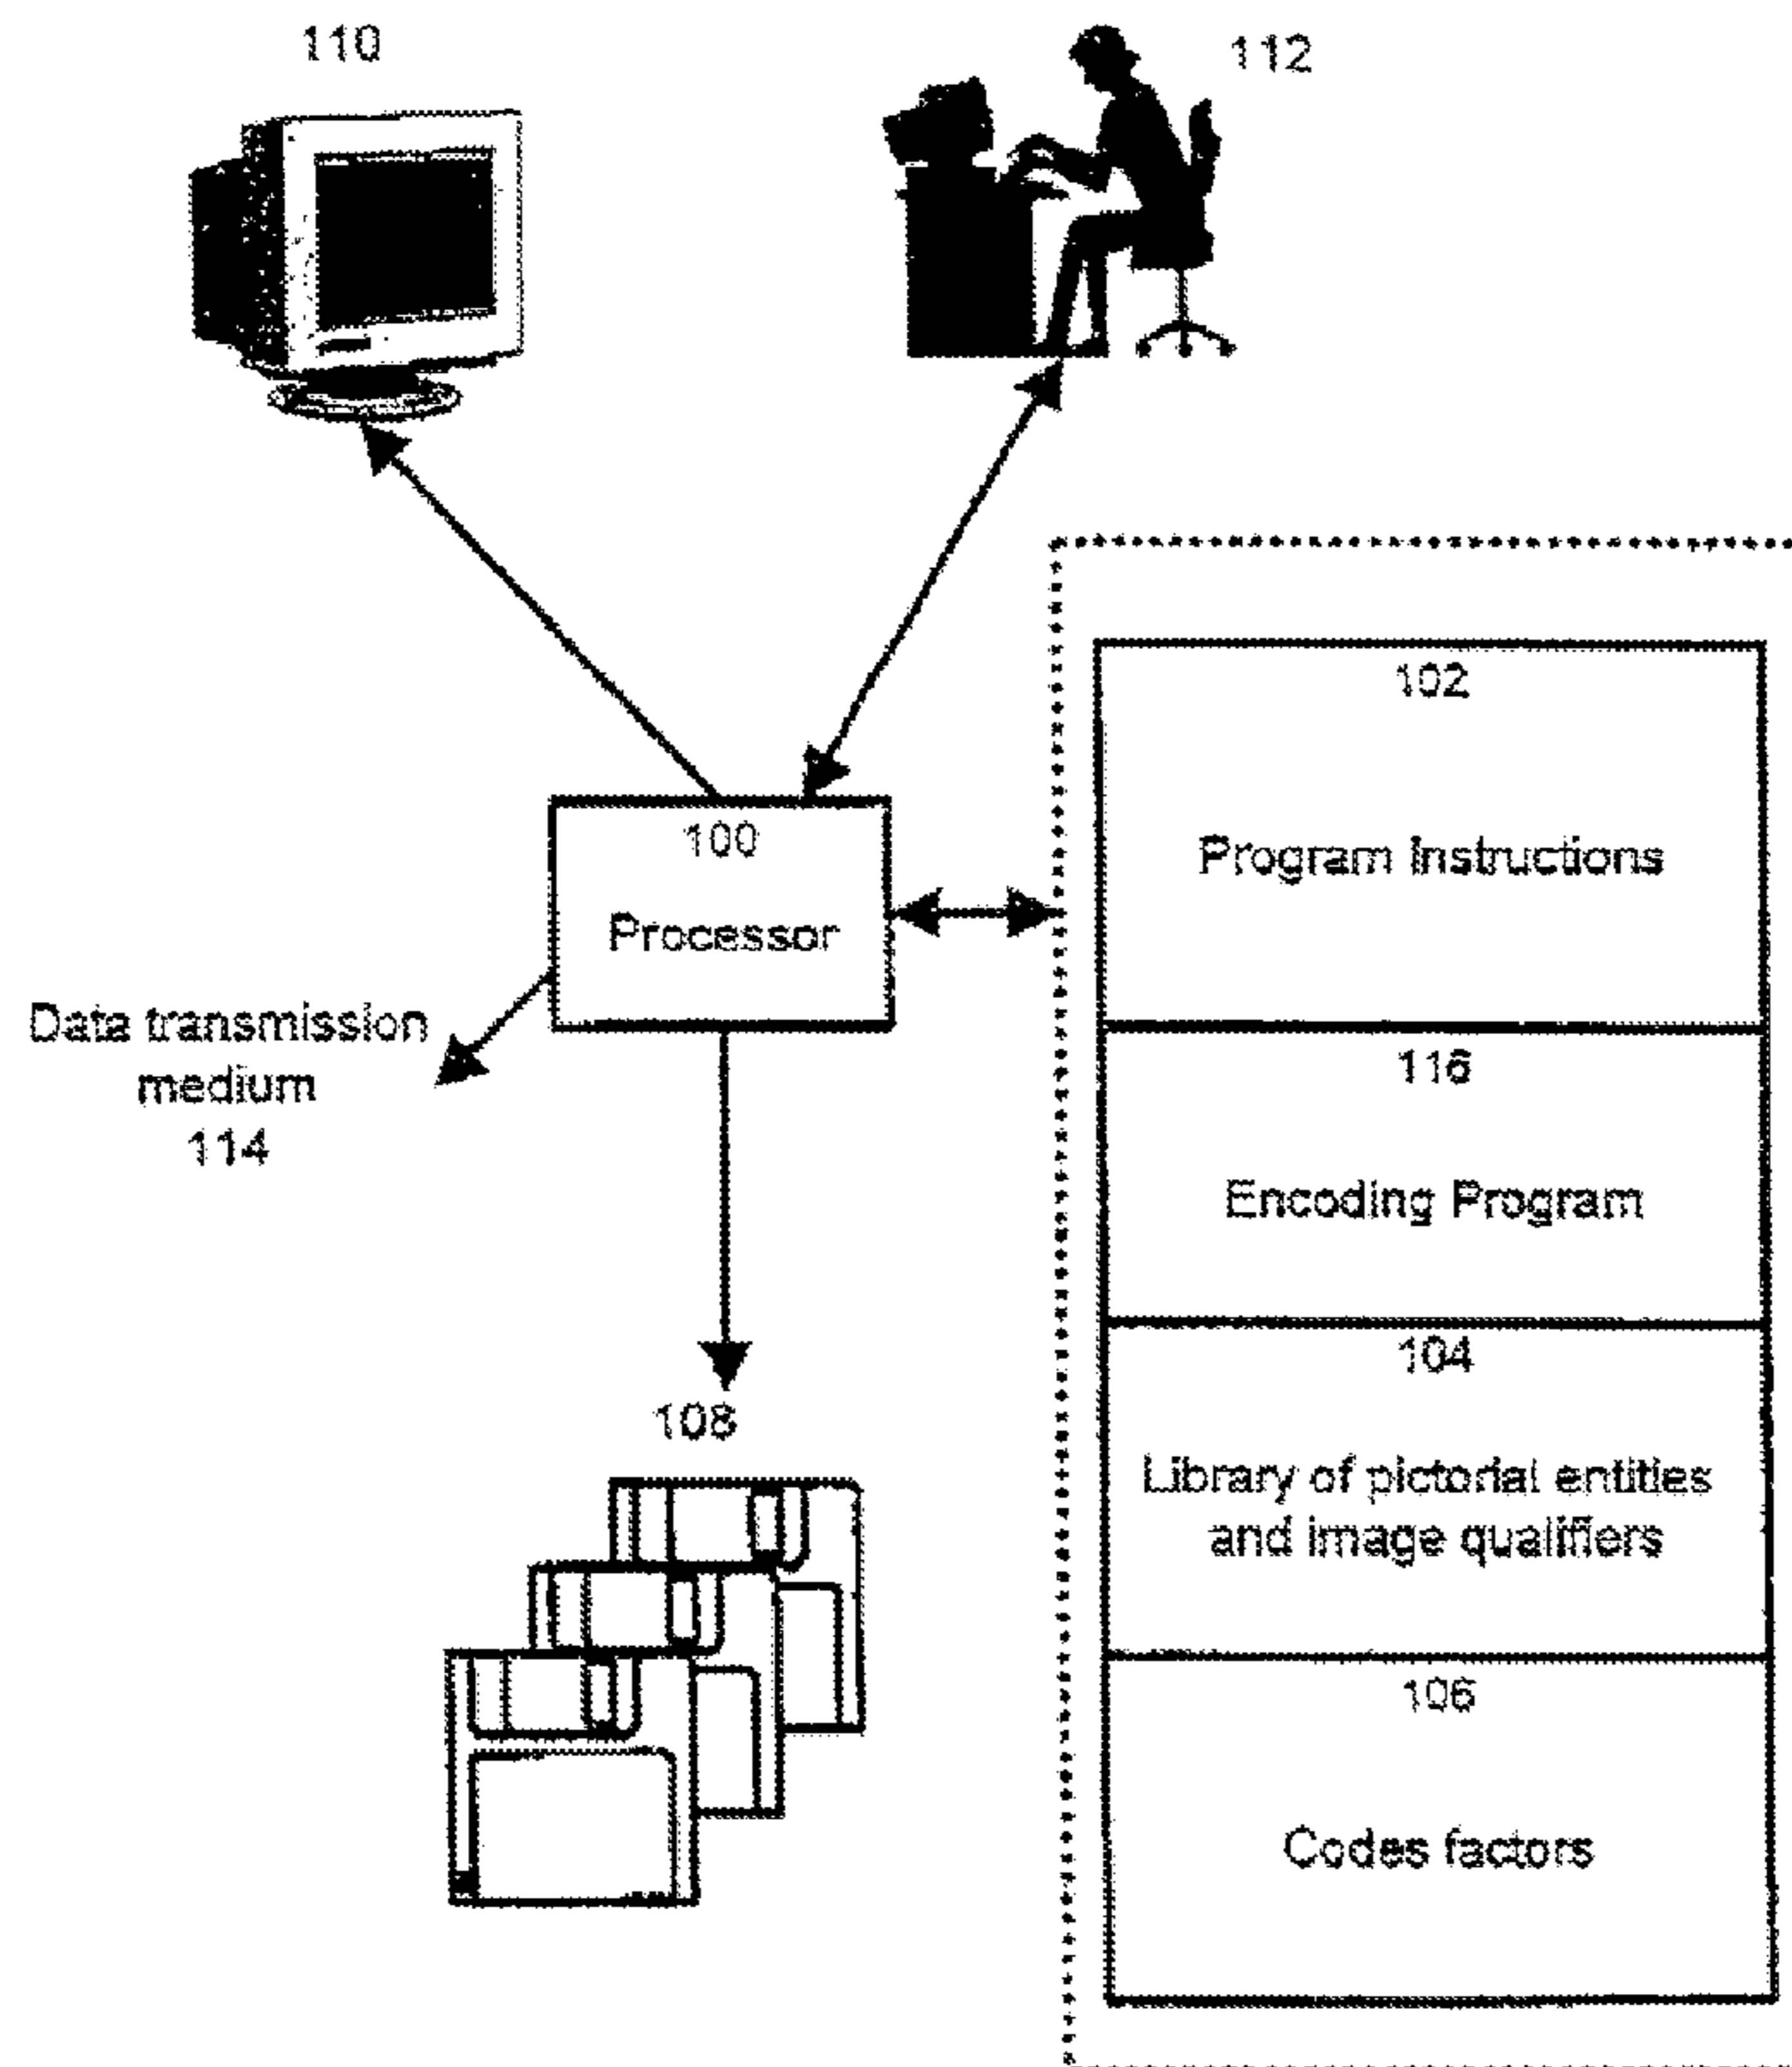 110
112
102
Program Instructions
100
Processor
Data transmission
medium
114
116
Encoding Program
104
Library of pictorial entities
and image qualifiers
108
106
Codes factors